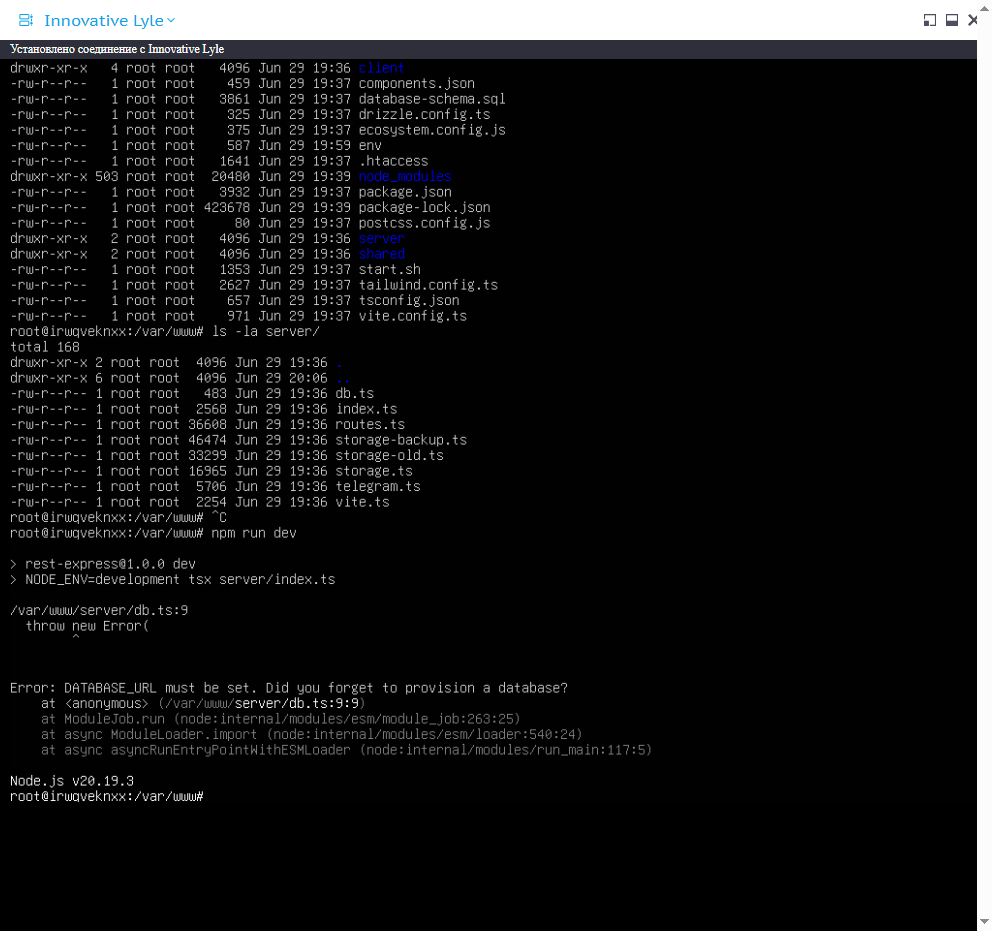 Innovative Lyle
Установлено соединение с Innovative Lyle
drwxr-xr-x 4 root root 4096 Jun 29 19:36 client
-rw-r--r-- 1 root root 459 Jun 29 19:37 components.json
-rw-r--r-- 1 root root 3861 Jun 29 19:37 database-schema.sql
-rw-r--r-- 1 root root 325 Jun 29 19:37 drizzle.config.ts
-rw-r--r-- 1 root root 375 Jun 29 19:37 ecosystem.config.js
-rw-r--r-- 1 root root 587 Jun 29 19:59 env
-rw-r--r-- 1 root root 1641 Jun 29 19:37 .htaccess
drwxr-xr-x 503 root root 20480 Jun 29 19:39 node_modules
-rw-r--r-- 1 root root 3932 Jun 29 19:37 package.json
-rw-r--r-- 1 root root 423678 Jun 29 19:39 package-lock.json
-rw-r--r-- 1 root root 80 Jun 29 19:37 postcss.config.js
drwxr-xr-x 2 root root 4096 Jun 29 19:36 server
drwxr-xr-x 2 root root 4096 Jun 29 19:36 shared
-rw-r--r-- 1 root root 1353 Jun 29 19:37 start.sh
-rw-r--r-- 1 root root 2627 Jun 29 19:37 tailwind.config.ts
-rw-r--r-- 1 root root 657 Jun 29 19:37 tsconfig.json
-rw-r--r-- 1 root root 971 Jun 29 19:37 vite.config.ts
root@irwqveknxx:/var/www# ls -la server/
total 168
drwxr-xr-x 2 root root 4096 Jun 29 19:36 .
drwxr-xr-x 6 root root 4096 Jun 29 20:06 ..
-rw-r--r-- 1 root root 483 Jun 29 19:36 db.ts
-rw-r--r-- 1 root root 2568 Jun 29 19:36 index.ts
-rw-r--r-- 1 root root 36608 Jun 29 19:36 routes.ts
-rw-r--r-- 1 root root 46474 Jun 29 19:36 storage-backup.ts
-rw-r--r-- 1 root root 33299 Jun 29 19:36 storage-old.ts
-rw-r--r-- 1 root root 16965 Jun 29 19:36 storage.ts
-rw-r--r-- 1 root root 5706 Jun 29 19:36 telegram.ts
-rw-r--r-- 1 root root 2254 Jun 29 19:36 vite.ts
root@irwqveknxx:/var/www# ^C
root@irwqveknxx:/var/www# npm run dev
> rest-express@1.0.0 dev
> NODE_ENV=development tsx server/index.ts
/var/www/server/db.ts:9
throw new Error(
^
Error: DATABASE_URL must be set. Did you forget to provision a database?
at <anonymous> (/var/www/server/db.ts:9:9)
at ModuleJob.run (node:internal/modules/esm/module_job:263:25)
at async ModuleLoader.import (node:internal/modules/esm/loader:540:24)
at async asyncRunEntryPointWithESMLoader (node:internal/modules/run_main:117:5)
Node.js v20.19.3
root@irwqveknxx:/var/www#